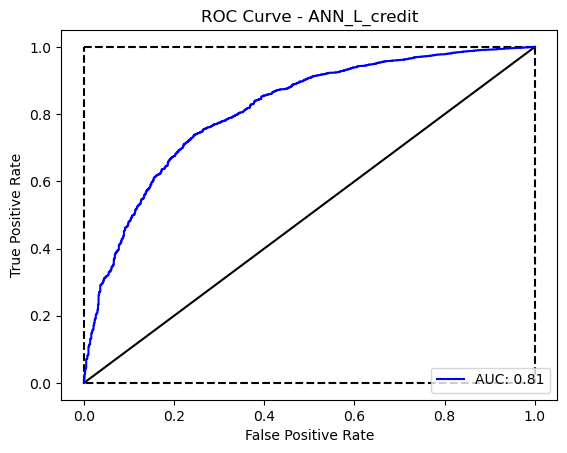 ROC Curve - ANN_L_credit
1.0
0.8
0.6
0.4
0.2
0.0
True Positive Rate
AUC: 0.81
0.0 0.2 0.4 0.6 0.8 1.0
False Positive Rate